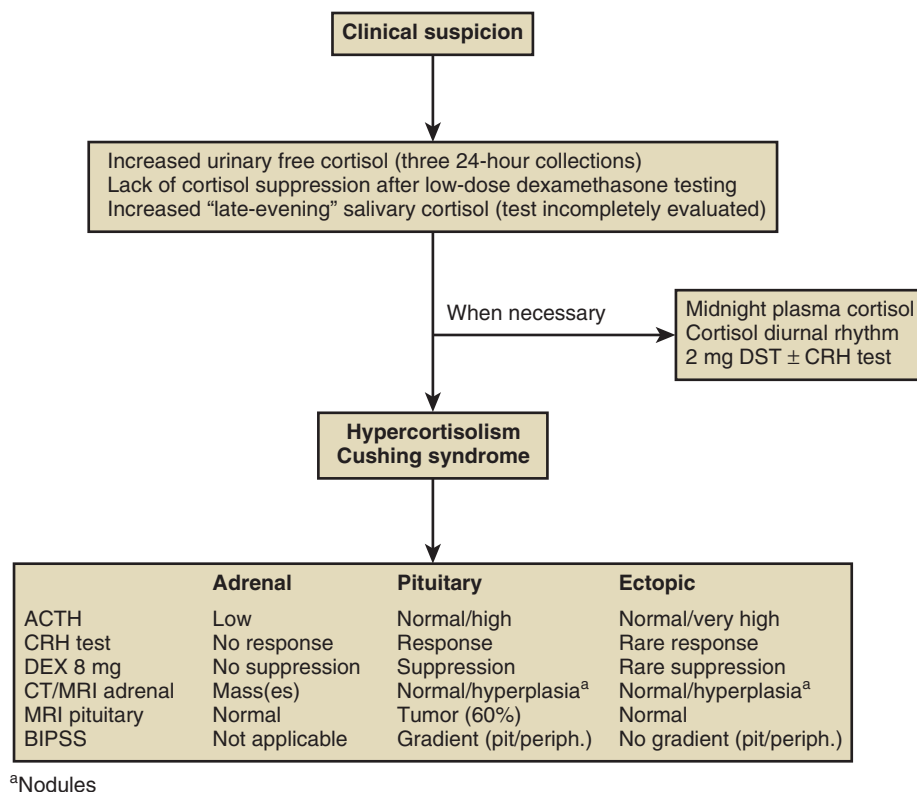 Clinical suspicion
Increased urinary free cortisol (three 24-hour collections)
Lack of cortisol suppression after low-dose dexamethasone testing
Increased “late-evening” salivary cortisol (test incompletely evaluated)
When necessary
Midnight plasma cortisol
Cortisol diurnal rhythm
2 mg DST ± CRH test
Hypercortisolism
Cushing syndrome
Adrenal Pituitary Ectopic
ACTH Low Normal/high Normal/very high
CRH test No response Response Rare response
DEX 8 mg No suppression Suppression Rare suppression
CT/MRI adrenal Mass(es) Normal/hyperplasiaa Normal/hyperplasiaa
MRI pituitary Normal Tumor (60%) Normal
BIPSS Not applicable Gradient (pit/periph.) No gradient (pit/periph.)
aNodules